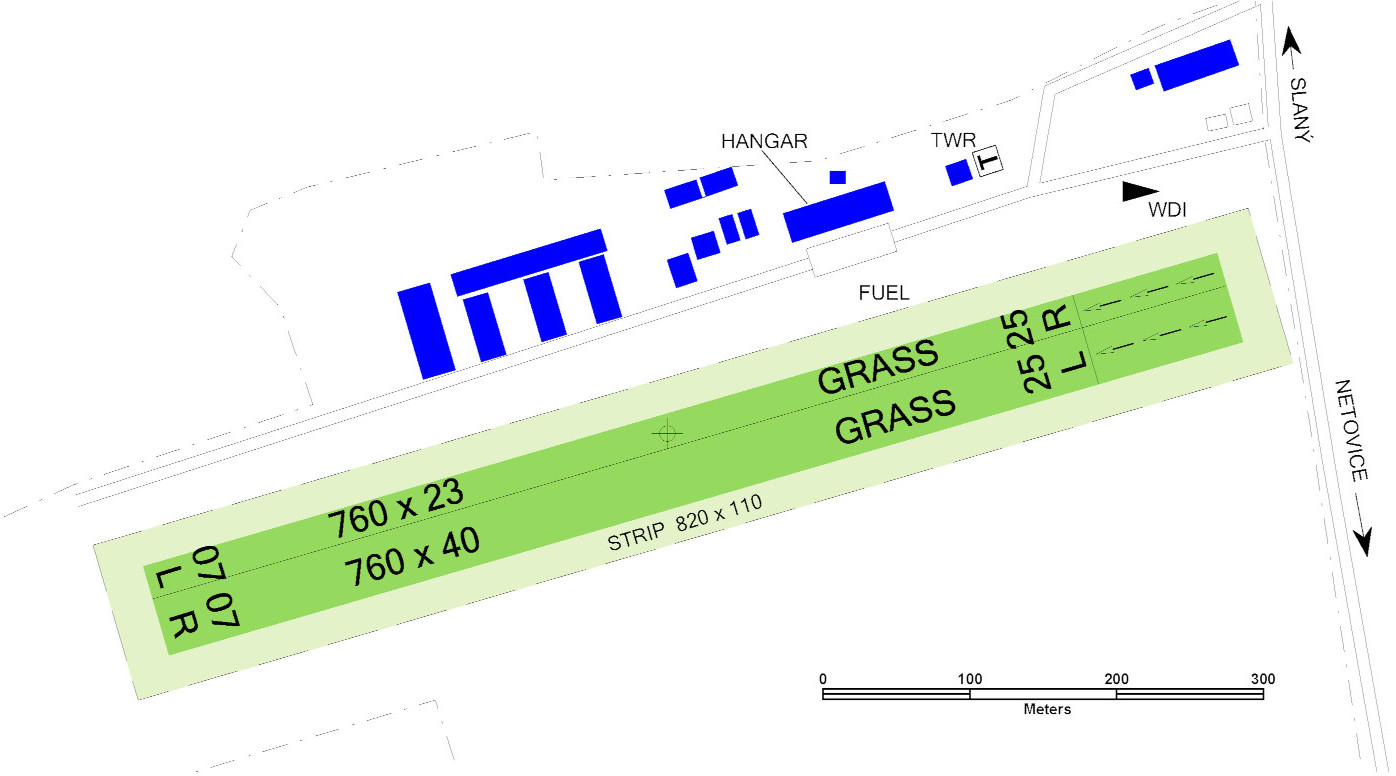 SLANÝ
HANGAR
TWR
T
WDI
FUEL
GRASS
25
R
GRASS
25
L
760 x 23
07
L
760 x 40
07
R
STRIP 820 x 110
NETOVICE
0 100 200 300
Meters